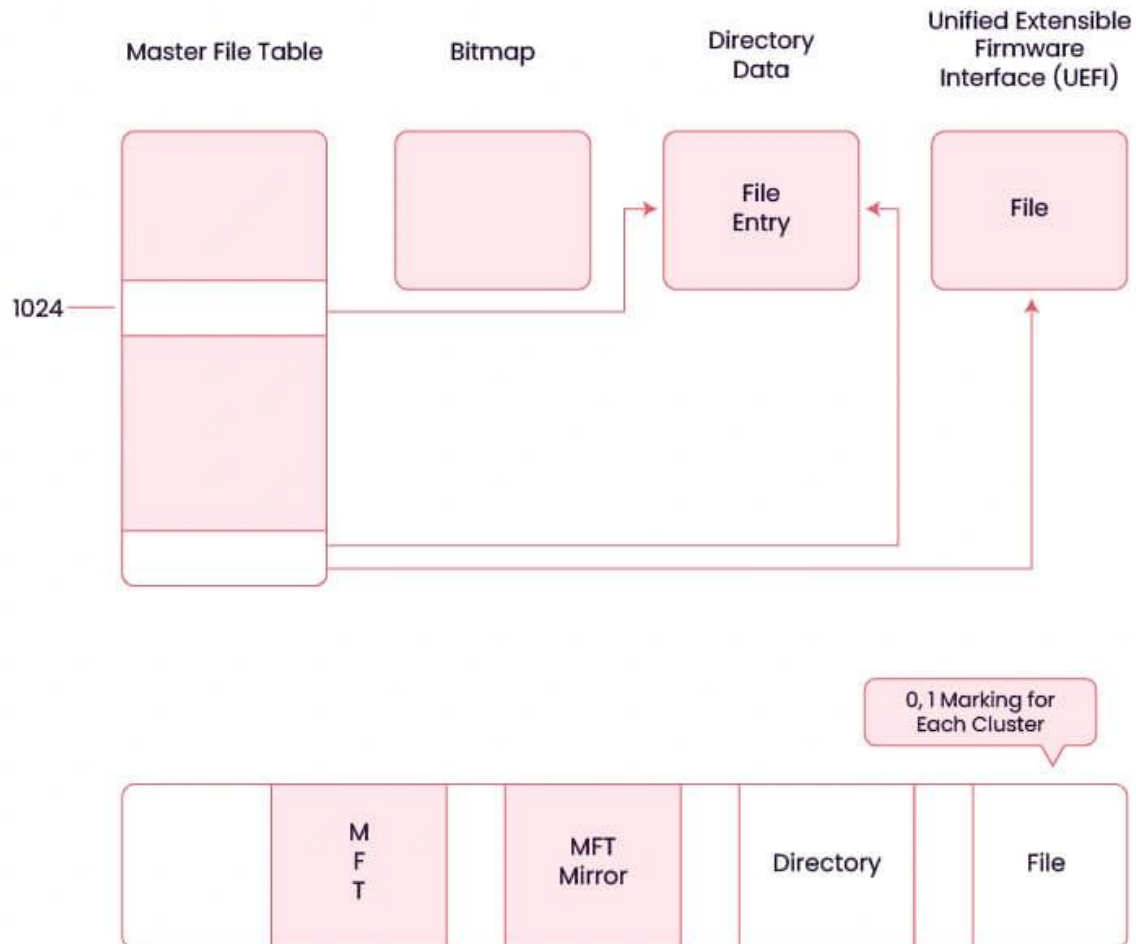 Master File Table
Bitmap
Directory
Data
Unified Extensible
Firmware
Interface (UEFI)
File
Entry
File
1024
0, 1 Marking for
Each Cluster
M
F
T
MFT
Mirror
Directory
File